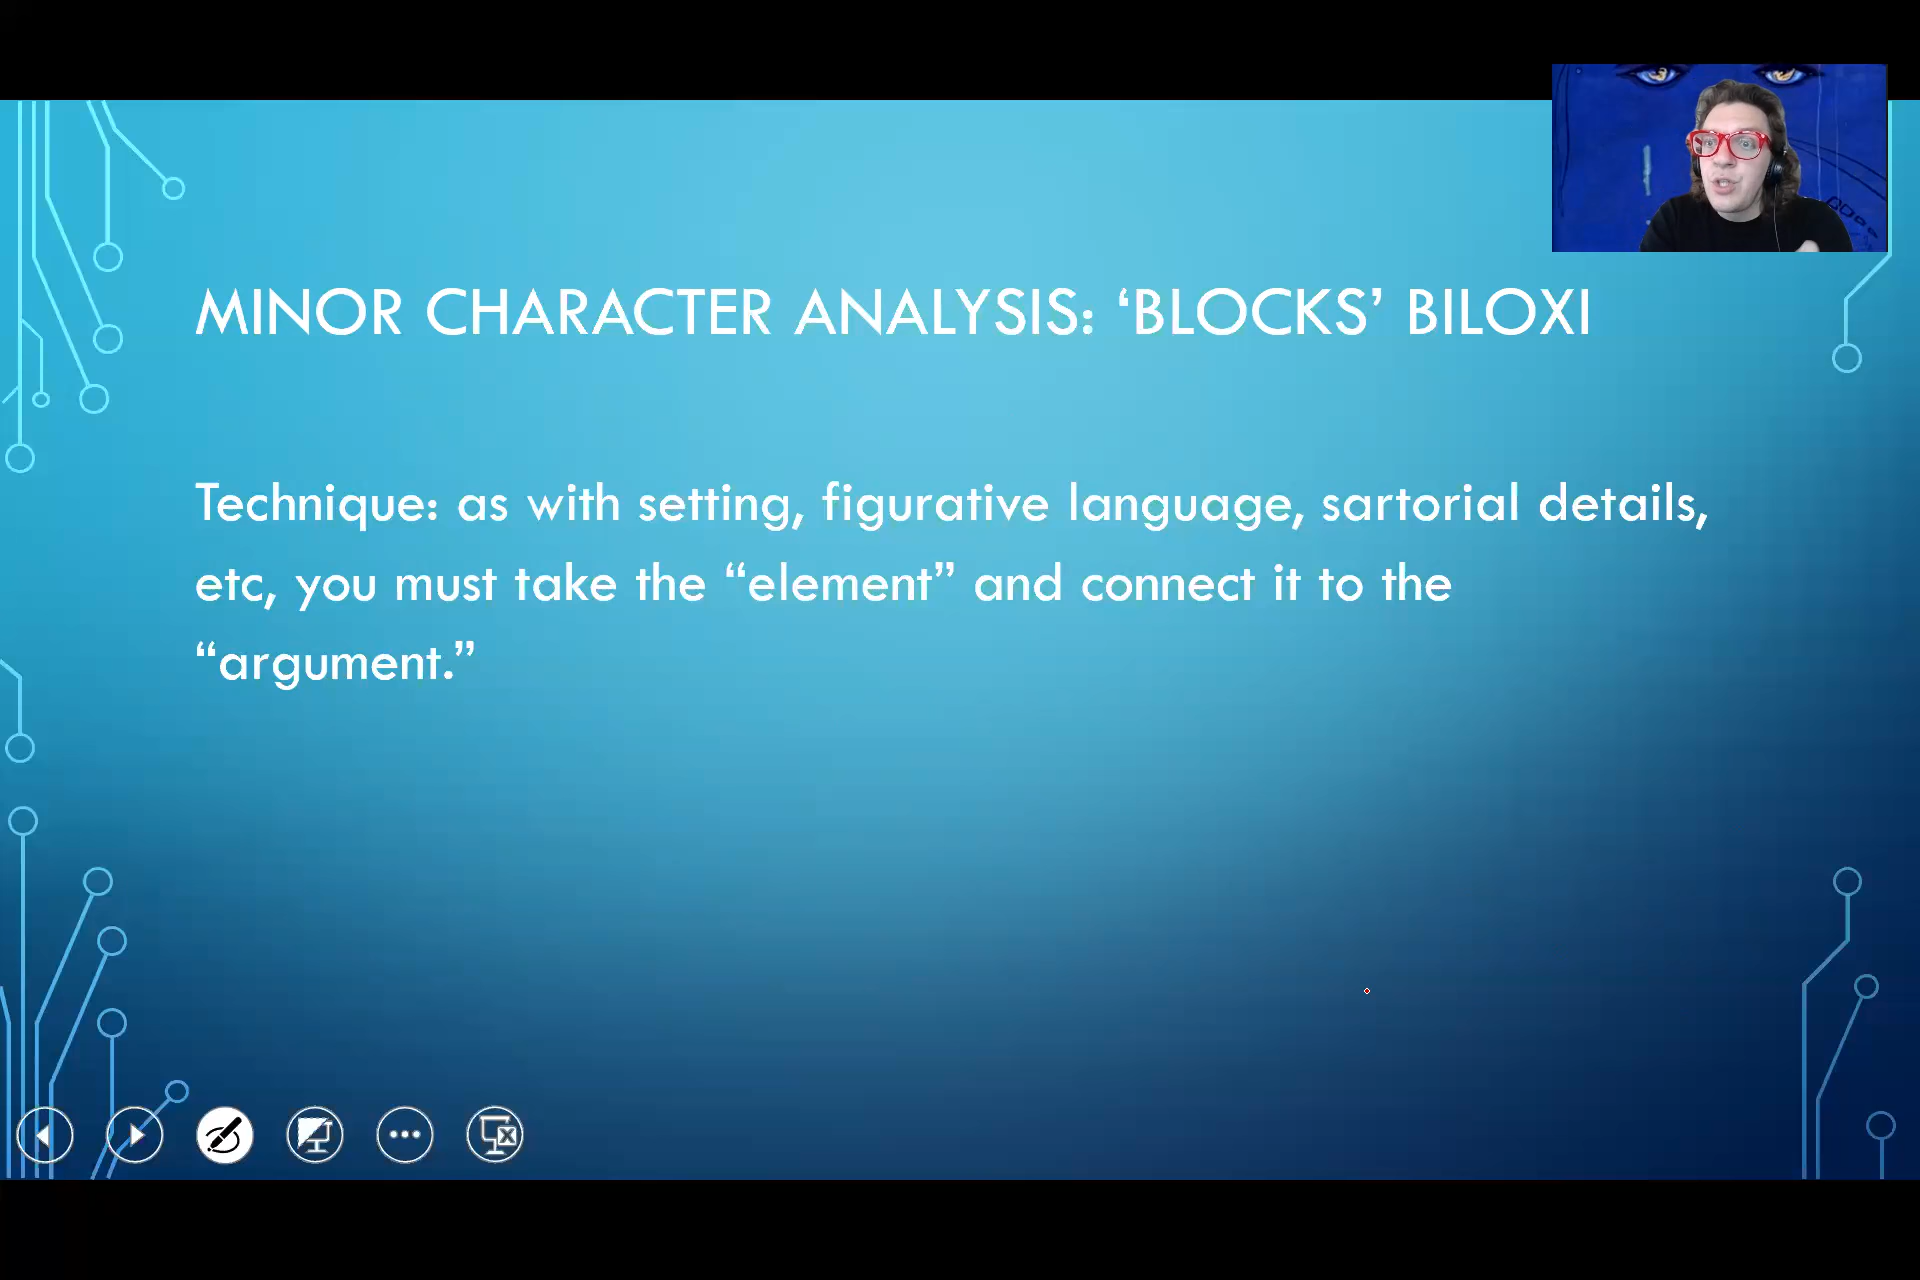 MINOR CHARACTER ANALYSIS: ‘BLOCKS’ BILOXI
Technique: as with setting, figurative language, sartorial details,
etc, you must take the “element” and connect it to the
“argument.”